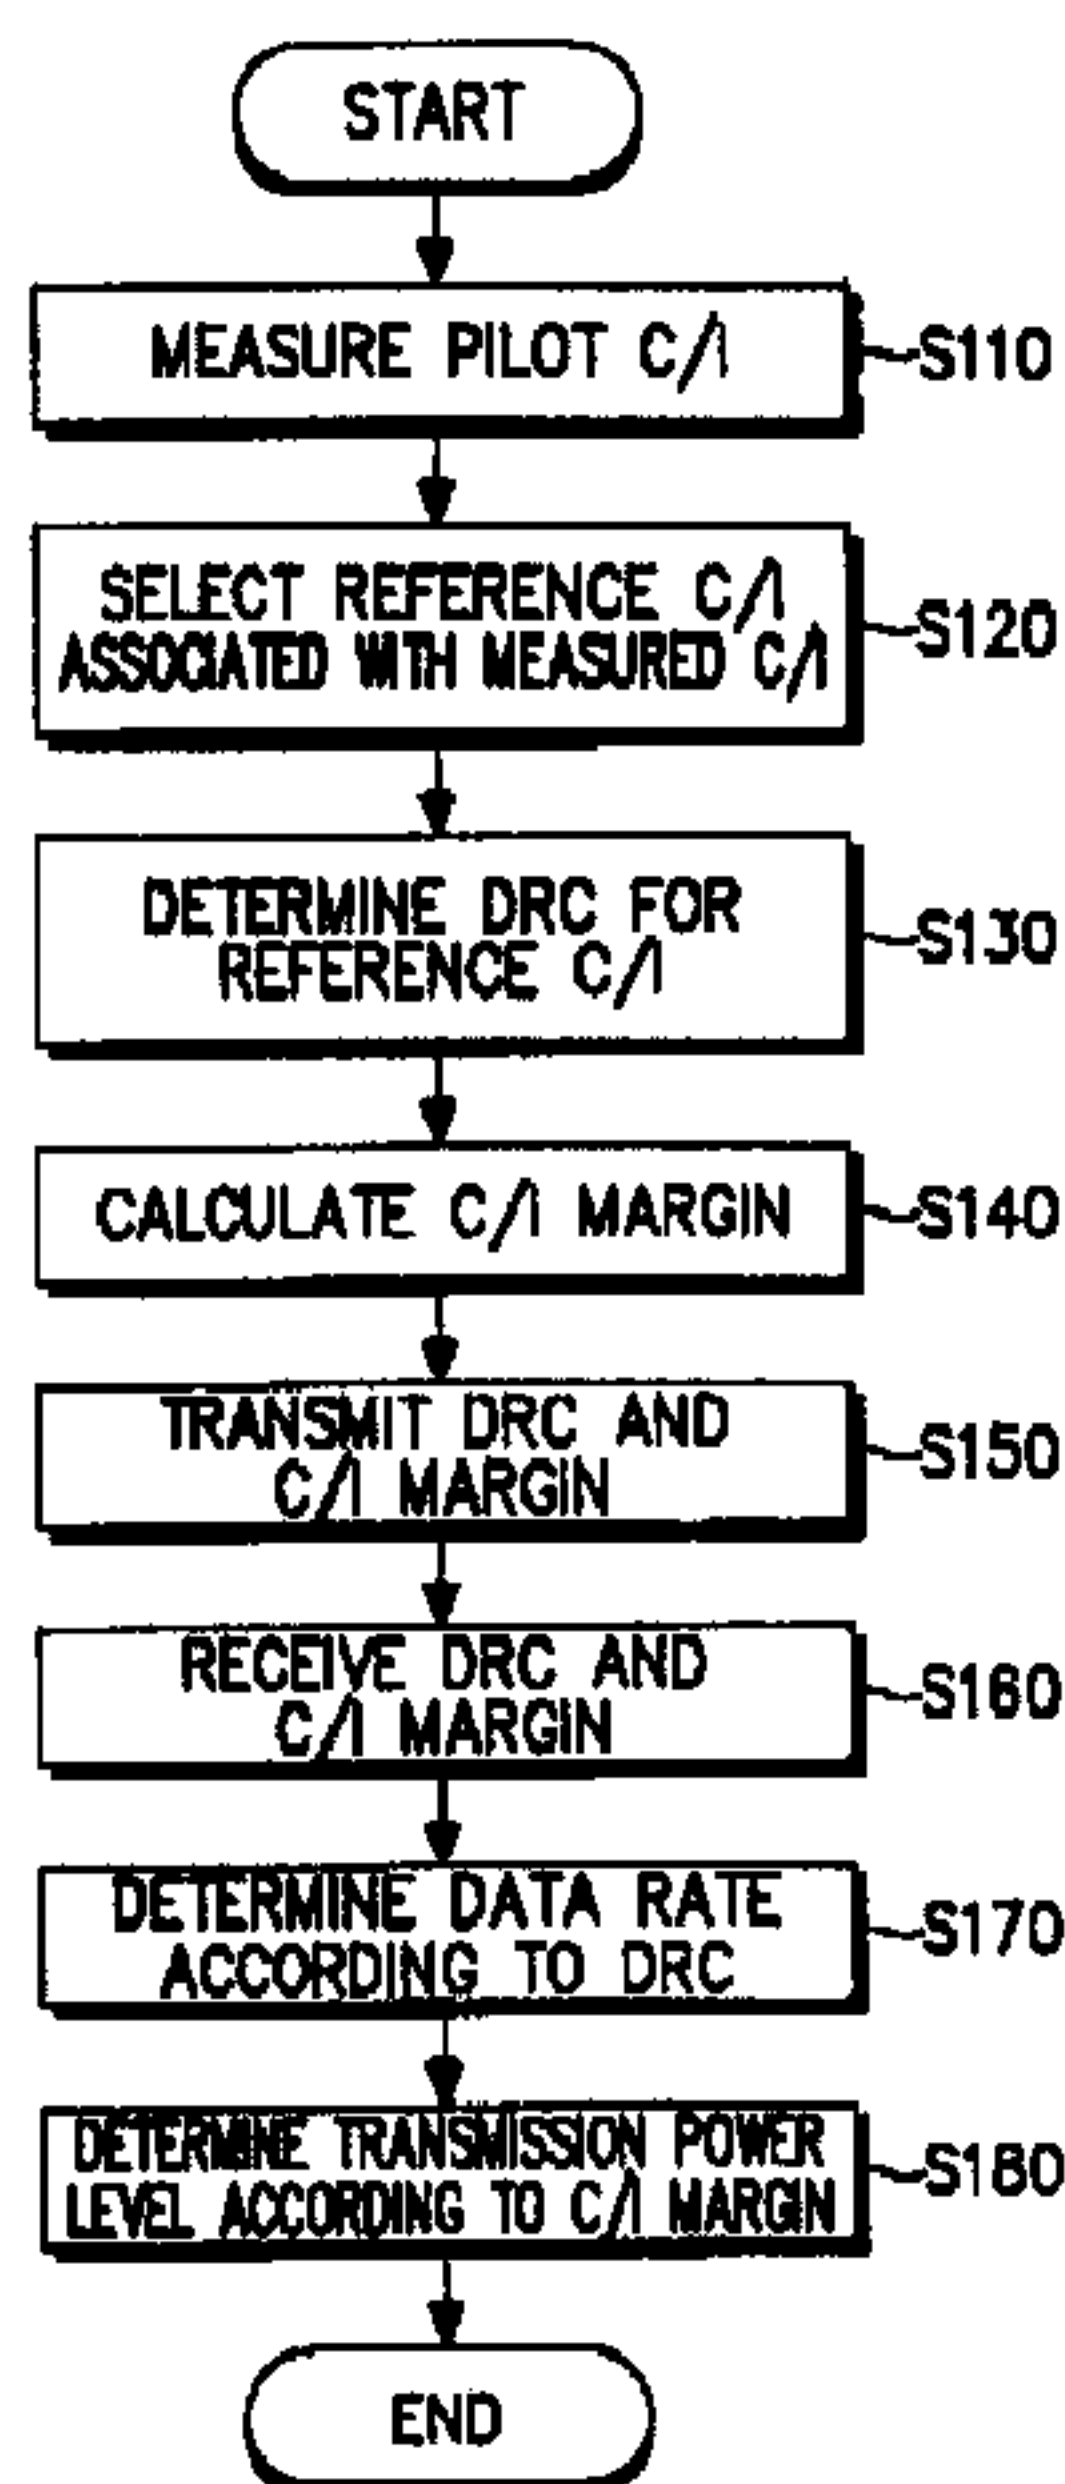 START
MEASURE PILOT C/I
S110
SELECT REFERENCE C/I
ASSOCIATED WITH MEASURED C/I
S120
DETERMINE DRC FOR
REFERENCE C/I
S130
CALCULATE C/I MARGIN
S140
TRANSMIT DRC AND
C/I MARGIN
S150
RECEIVE DRC AND
C/I MARGIN
S160
DETERMINE DATA RATE
ACCORDING TO DRC
S170
DETERMINE TRANSMISSION POWER
LEVEL ACCORDING TO C/I MARGIN
S180
END